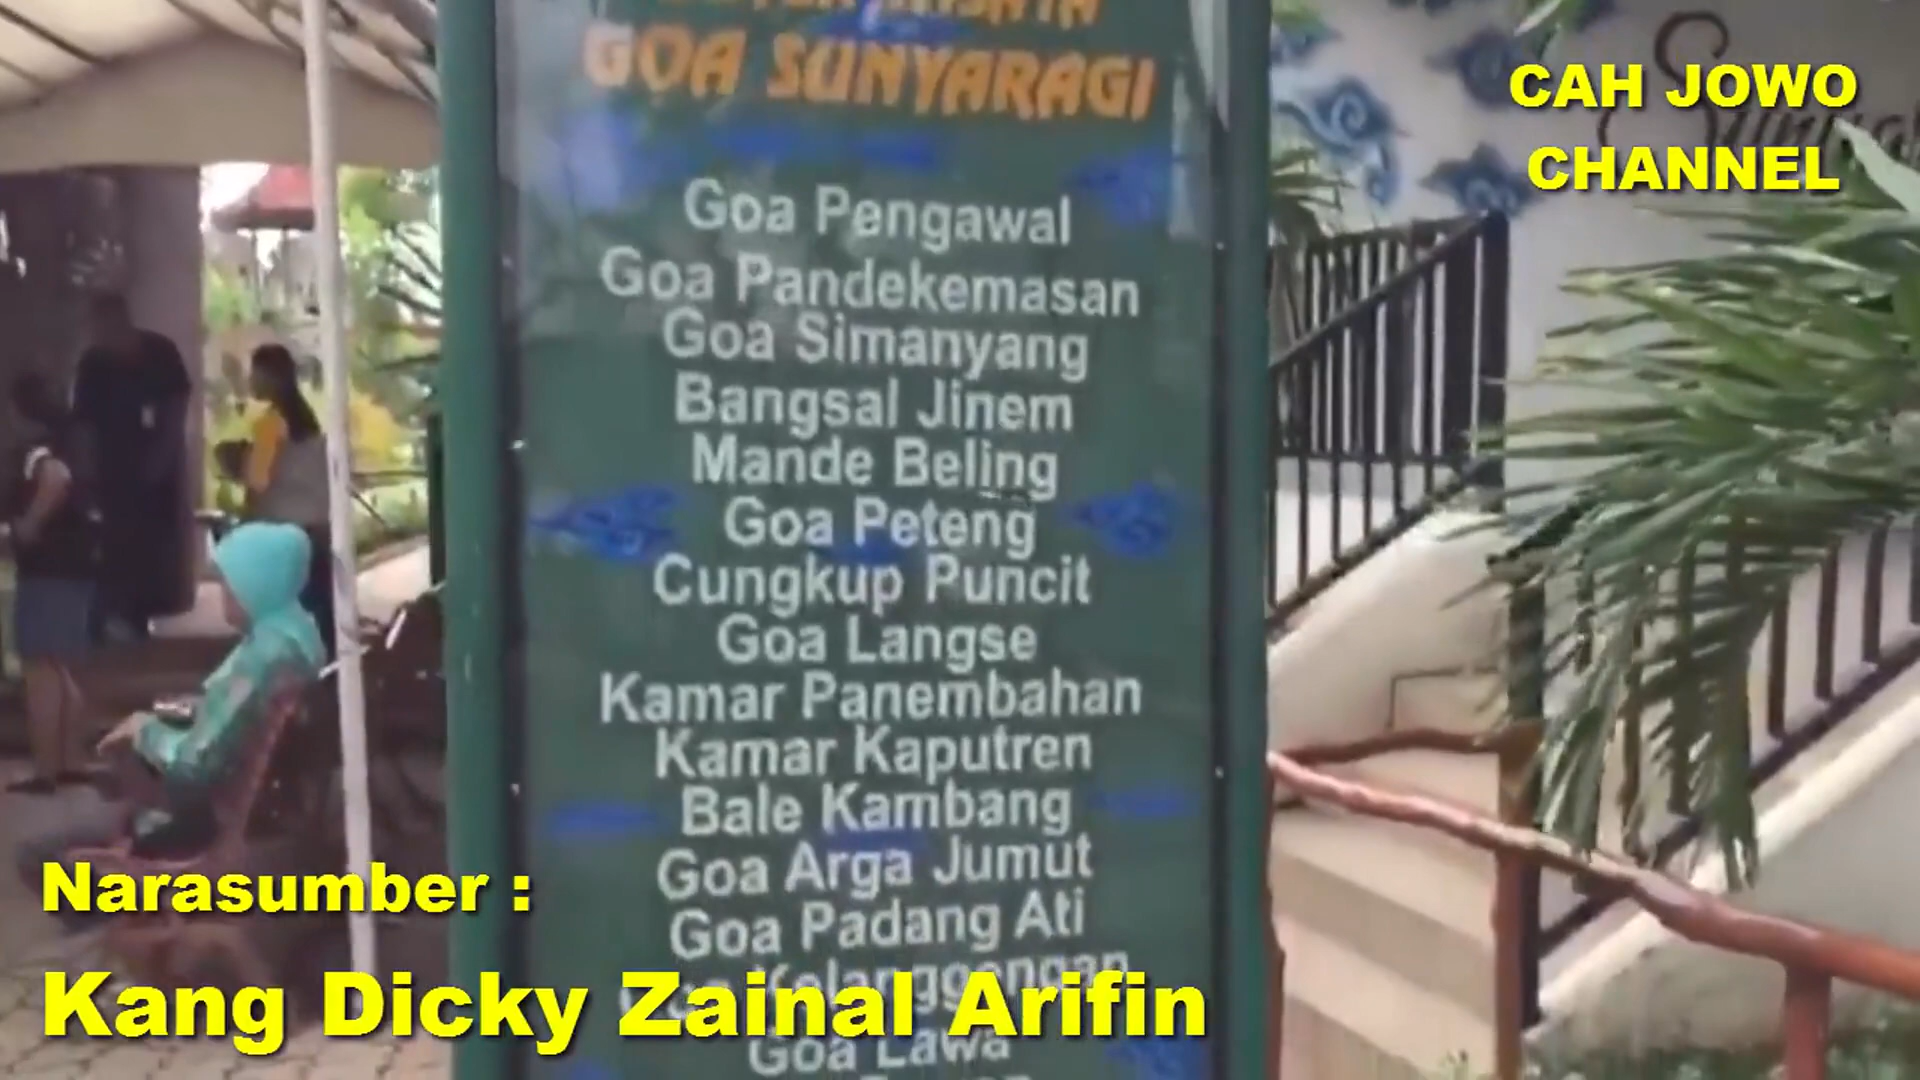 GOA SUNYARAGI
CAH JOWO
CHANNEL
Goa Pengawal
Goa Pandekemasan
Goa Simanyang
Bangsal Jinem
Mande Beling
Goa Peteng
Cungkup Puncit
Goa Langse
Kamar Panembahan
Kamar Kaputren
Bale Kambang
Goa Arga Jumut
Goa Padang Ati
Goa Kelanggengan
Goa Lawa
Narasumber :
Kang Dicky Zainal Arifin